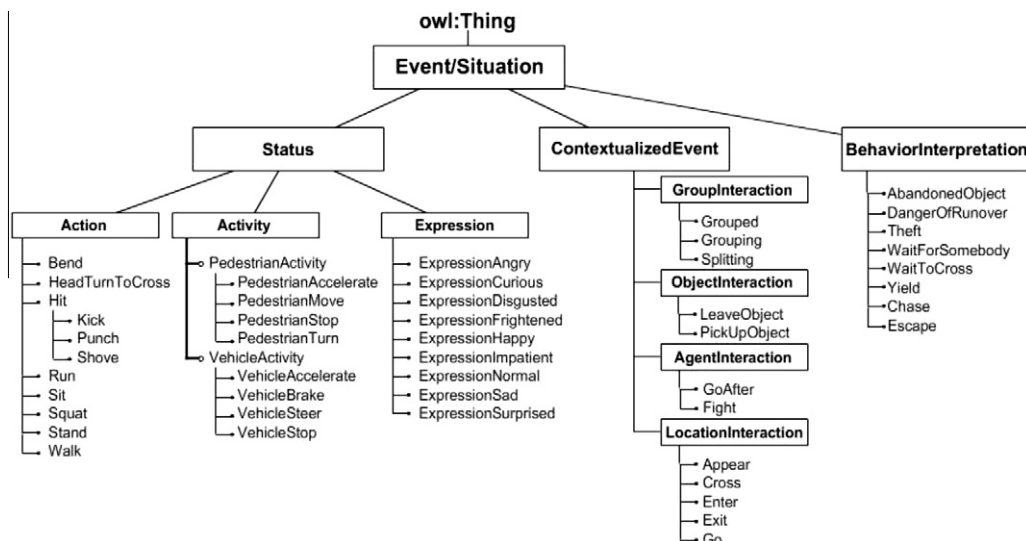 owl:Thing
Event/Situation
Status
ContextualizedEvent
BehaviorInterpretation
Action
Bend
HeadTurnToCross
Hit
Kick
Punch
Shove
Run
Sit
Squat
Stand
Walk
Activity
PedestrianActivity
PedestrianAccelerate
PedestrianMove
PedestrianStop
PedestrianTurn
VehicleActivity
VehicleAccelerate
VehicleBrake
VehicleSteer
VehicleStop
Expression
ExpressionAngry
ExpressionCurious
ExpressionDisgusted
ExpressionFrightened
ExpressionHappy
ExpressionImpatient
ExpressionNormal
ExpressionSad
ExpressionSurprised
GroupInteraction
Grouped
Grouping
Splitting
ObjectInteraction
LeaveObject
PickUpObject
AgentInteraction
GoAfter
Fight
LocationInteraction
Appear
Cross
Enter
Exit
Go
AbandonedObject
DangerOfRunover
Theft
WaitForSomebody
WaitToCross
Yield
Chase
Escape